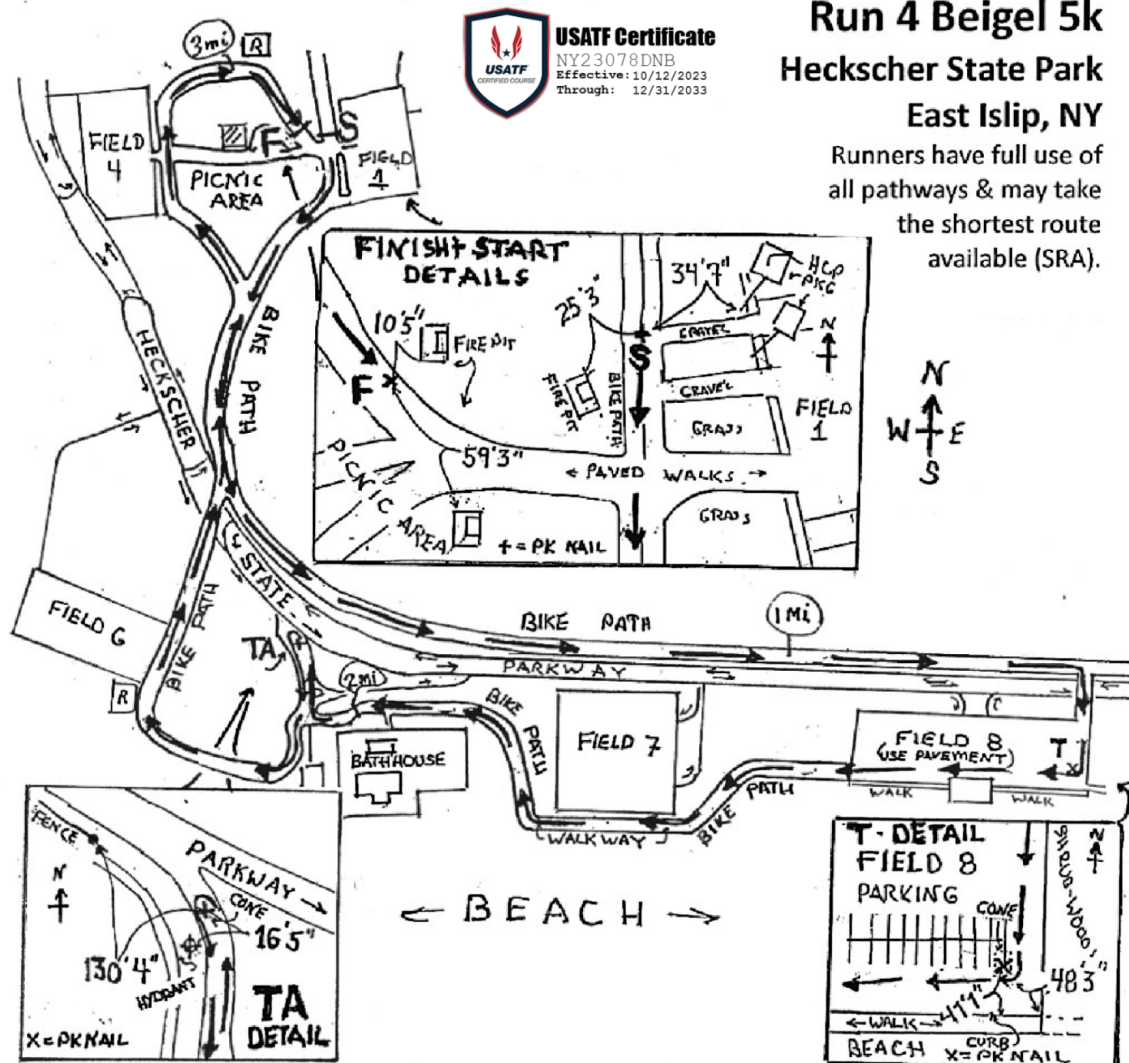 Run 4 Beigel 5k
Heckscher State Park
East Islip, NY
Runners have full use of
all pathways & may take
the shortest route
available (SRA).
USATF
CERTIFIED COURSE
USATF Certificate
NY23078DNB
Effective: 10/12/2023
Through: 12/31/2033
3mi
R
FIELD
4
F
S
FIELD
1
PICNIC
AREA
BIKE PATH
HECKSCHER
STATE
PARKWAY
FINISH + START
DETAILS
10'5"
FIRE PIT
F
25'3"
34'7"
HCP
PKG
GRAVEL
S
N
FIRE PIT
BIKE PATH
GRAVEL
FIELD
1
GRASS
59'3"
← PAVED WALKS →
PICNIC AREA
GRASS
+ = PK NAIL
N
W E
S
FIELD 6
BIKE PATH
R
TA
2mi
BIKE PATH
1Mi
BATHHOUSE
BIKE
PATH
FIELD 7
WALKWAY
BIKE
PATH
FIELD 8
(USE PAVEMENT)
T
WALK
WALK
← BEACH →
FENCE
N
PARKWAY →
CONE
16'5"
130'4"
HYDRANT
TA
DETAIL
X = PK NAIL
T - DETAIL
FIELD 8
PARKING
N
CONE
48'3"
41'1"
← WALK →
CURB
BEACH
X = PK NAIL